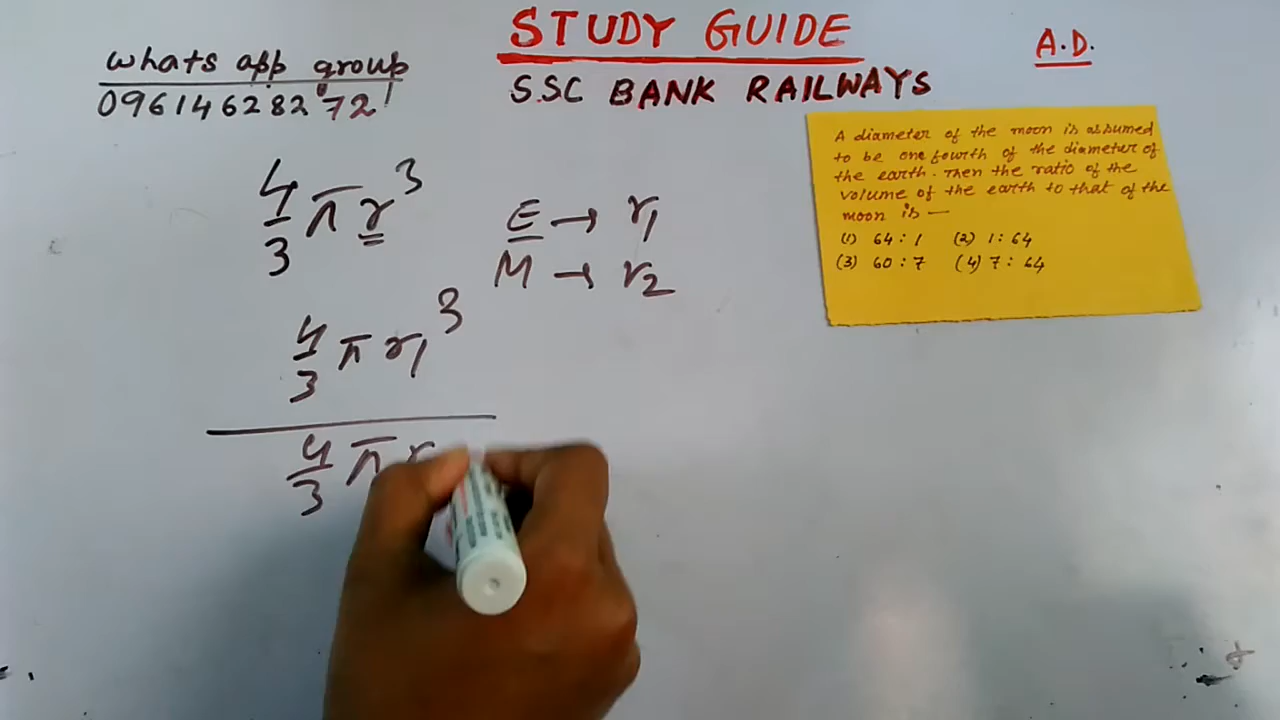 STUDY GUIDE
SSC BANK RAILWAYS
A.D.
whats app group
09614628272
4/3 π r³
E → r₁
M → r₂
4/3 π r₁³
4/3 π r
A diameter of the moon is assumed
to be one fourth of the diameter of
the earth. Then the ratio of the
volume of the earth to that of the
moon is —
(1) 64 : 1 (2) 1 : 64
(3) 60 : 7 (4) 7 : 64